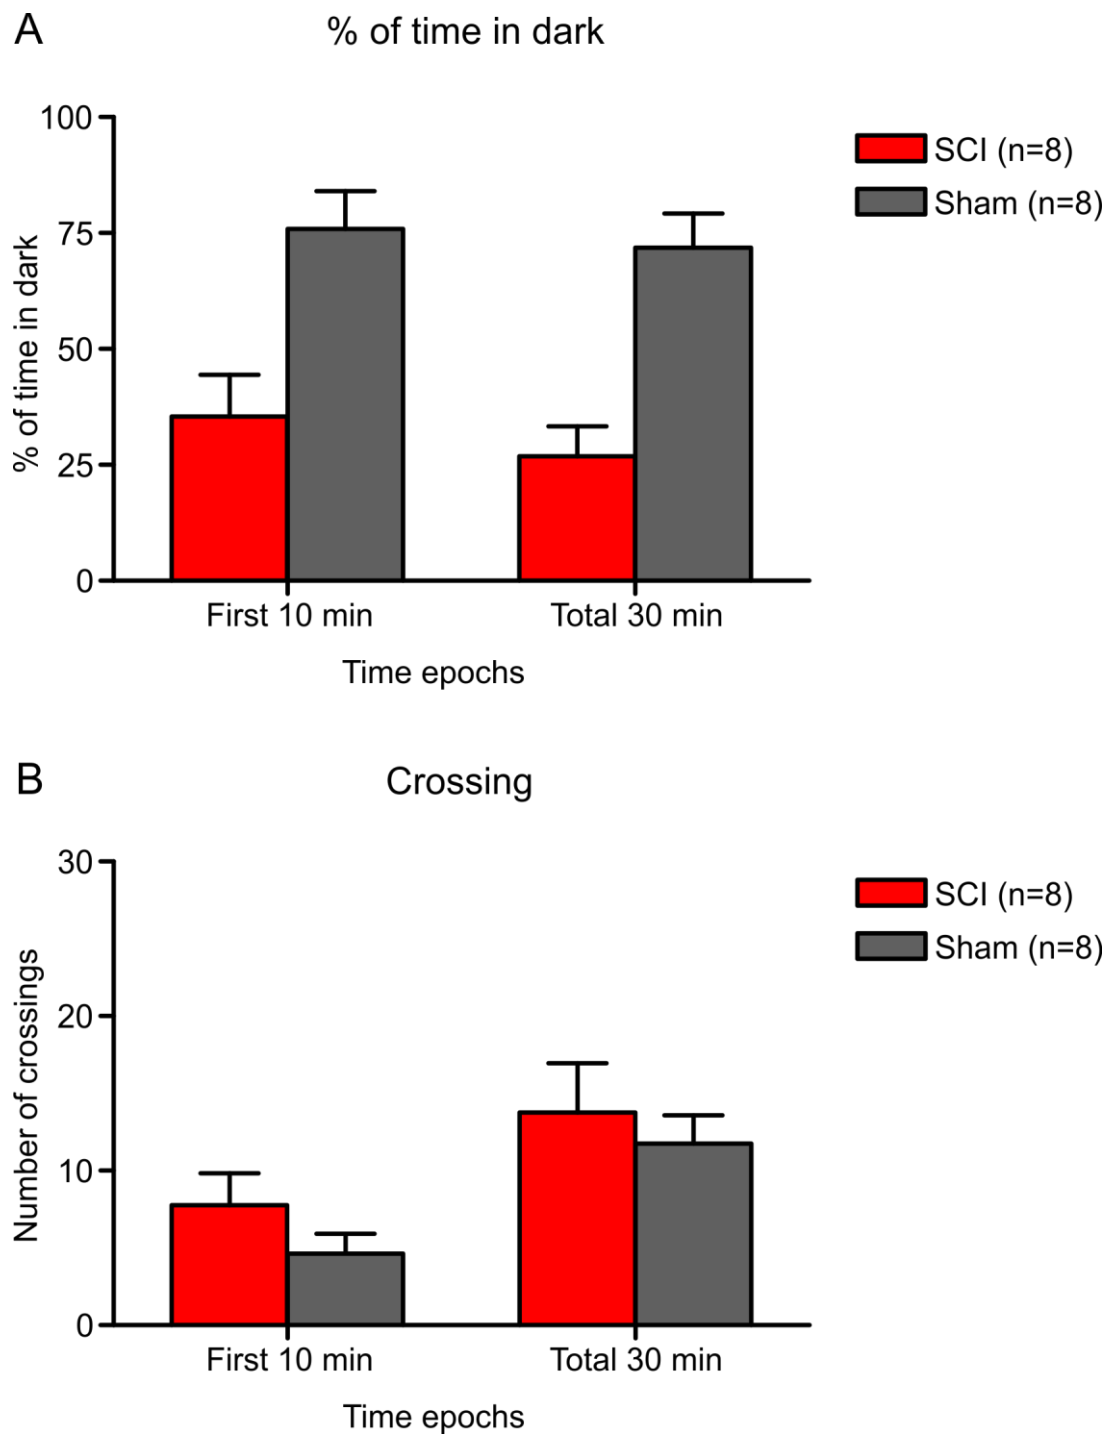 A
% of time in dark
% of time in dark
100
75
50
25
0
First 10 min
Total 30 min
Time epochs
SCI (n=8)
Sham (n=8)
B
Crossing
Number of crossings
30
20
10
0
First 10 min
Total 30 min
Time epochs
SCI (n=8)
Sham (n=8)